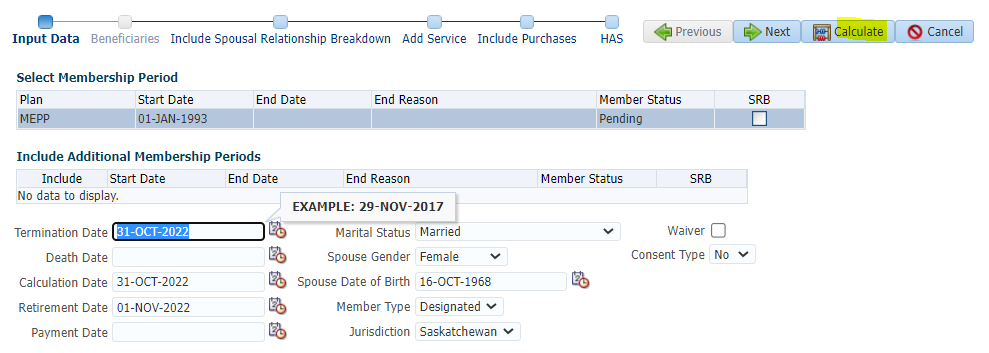 Input Data Beneficiaries Include Spousal Relationship Breakdown Add Service Include Purchases HAS Previous Next Calculate Cancel
Select Membership Period
Plan Start Date End Date End Reason Member Status SRB
MEPP 01-JAN-1993 Pending
Include Additional Membership Periods
Include Start Date End Date End Reason Member Status SRB
No data to display.
EXAMPLE: 29-NOV-2017
Termination Date 31-OCT-2022 Marital Status Married Waiver
Death Date Spouse Gender Female Consent Type No
Calculation Date 31-OCT-2022 Spouse Date of Birth 16-OCT-1968
Retirement Date 01-NOV-2022 Member Type Designated
Payment Date Jurisdiction Saskatchewan